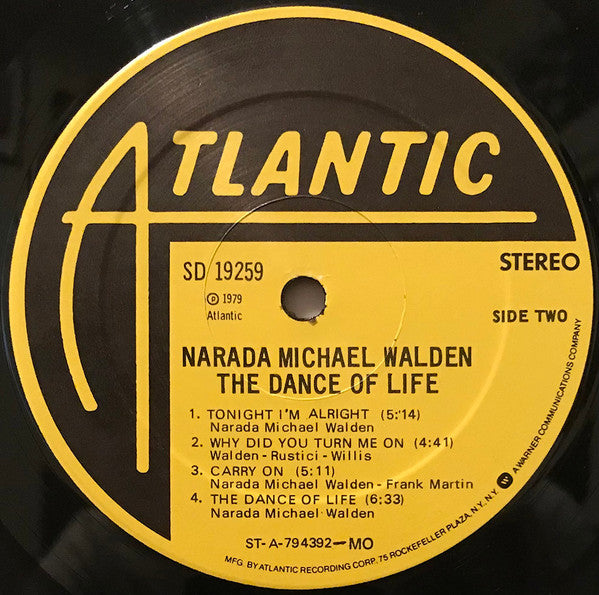 ATLANTIC
SD 19259
STEREO
Ⓟ 1979
Atlantic
SIDE TWO
NARADA MICHAEL WALDEN
THE DANCE OF LIFE
1. TONIGHT I'M ALRIGHT (5:14)
Narada Michael Walden
2. WHY DID YOU TURN ME ON (4:41)
Walden - Rustici - Willis
3. CARRY ON (5:11)
Narada Michael Walden - Frank Martin
4. THE DANCE OF LIFE (6:33)
Narada Michael Walden
ST-A-794392-MO
MFG. BY ATLANTIC RECORDING CORP. 75 ROCKEFELLER PLAZA, N.Y. N.Y. W A WARNER COMMUNICATIONS COMPANY